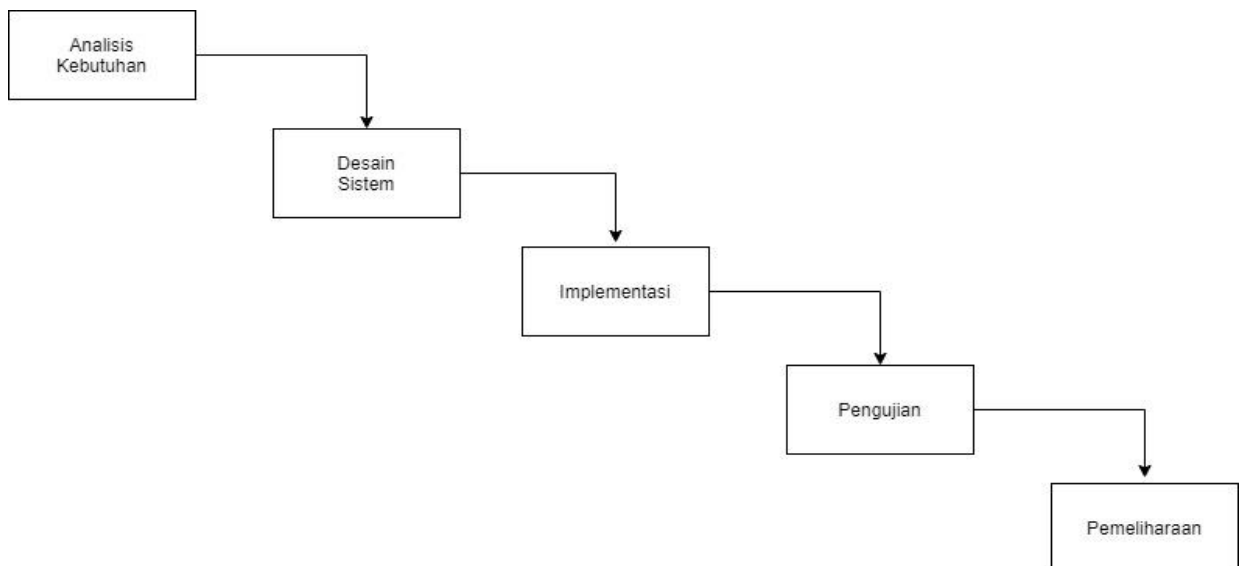 Analisis
Kebutuhan
Desain
Sistem
Implementasi
Pengujian
Pemeliharaan